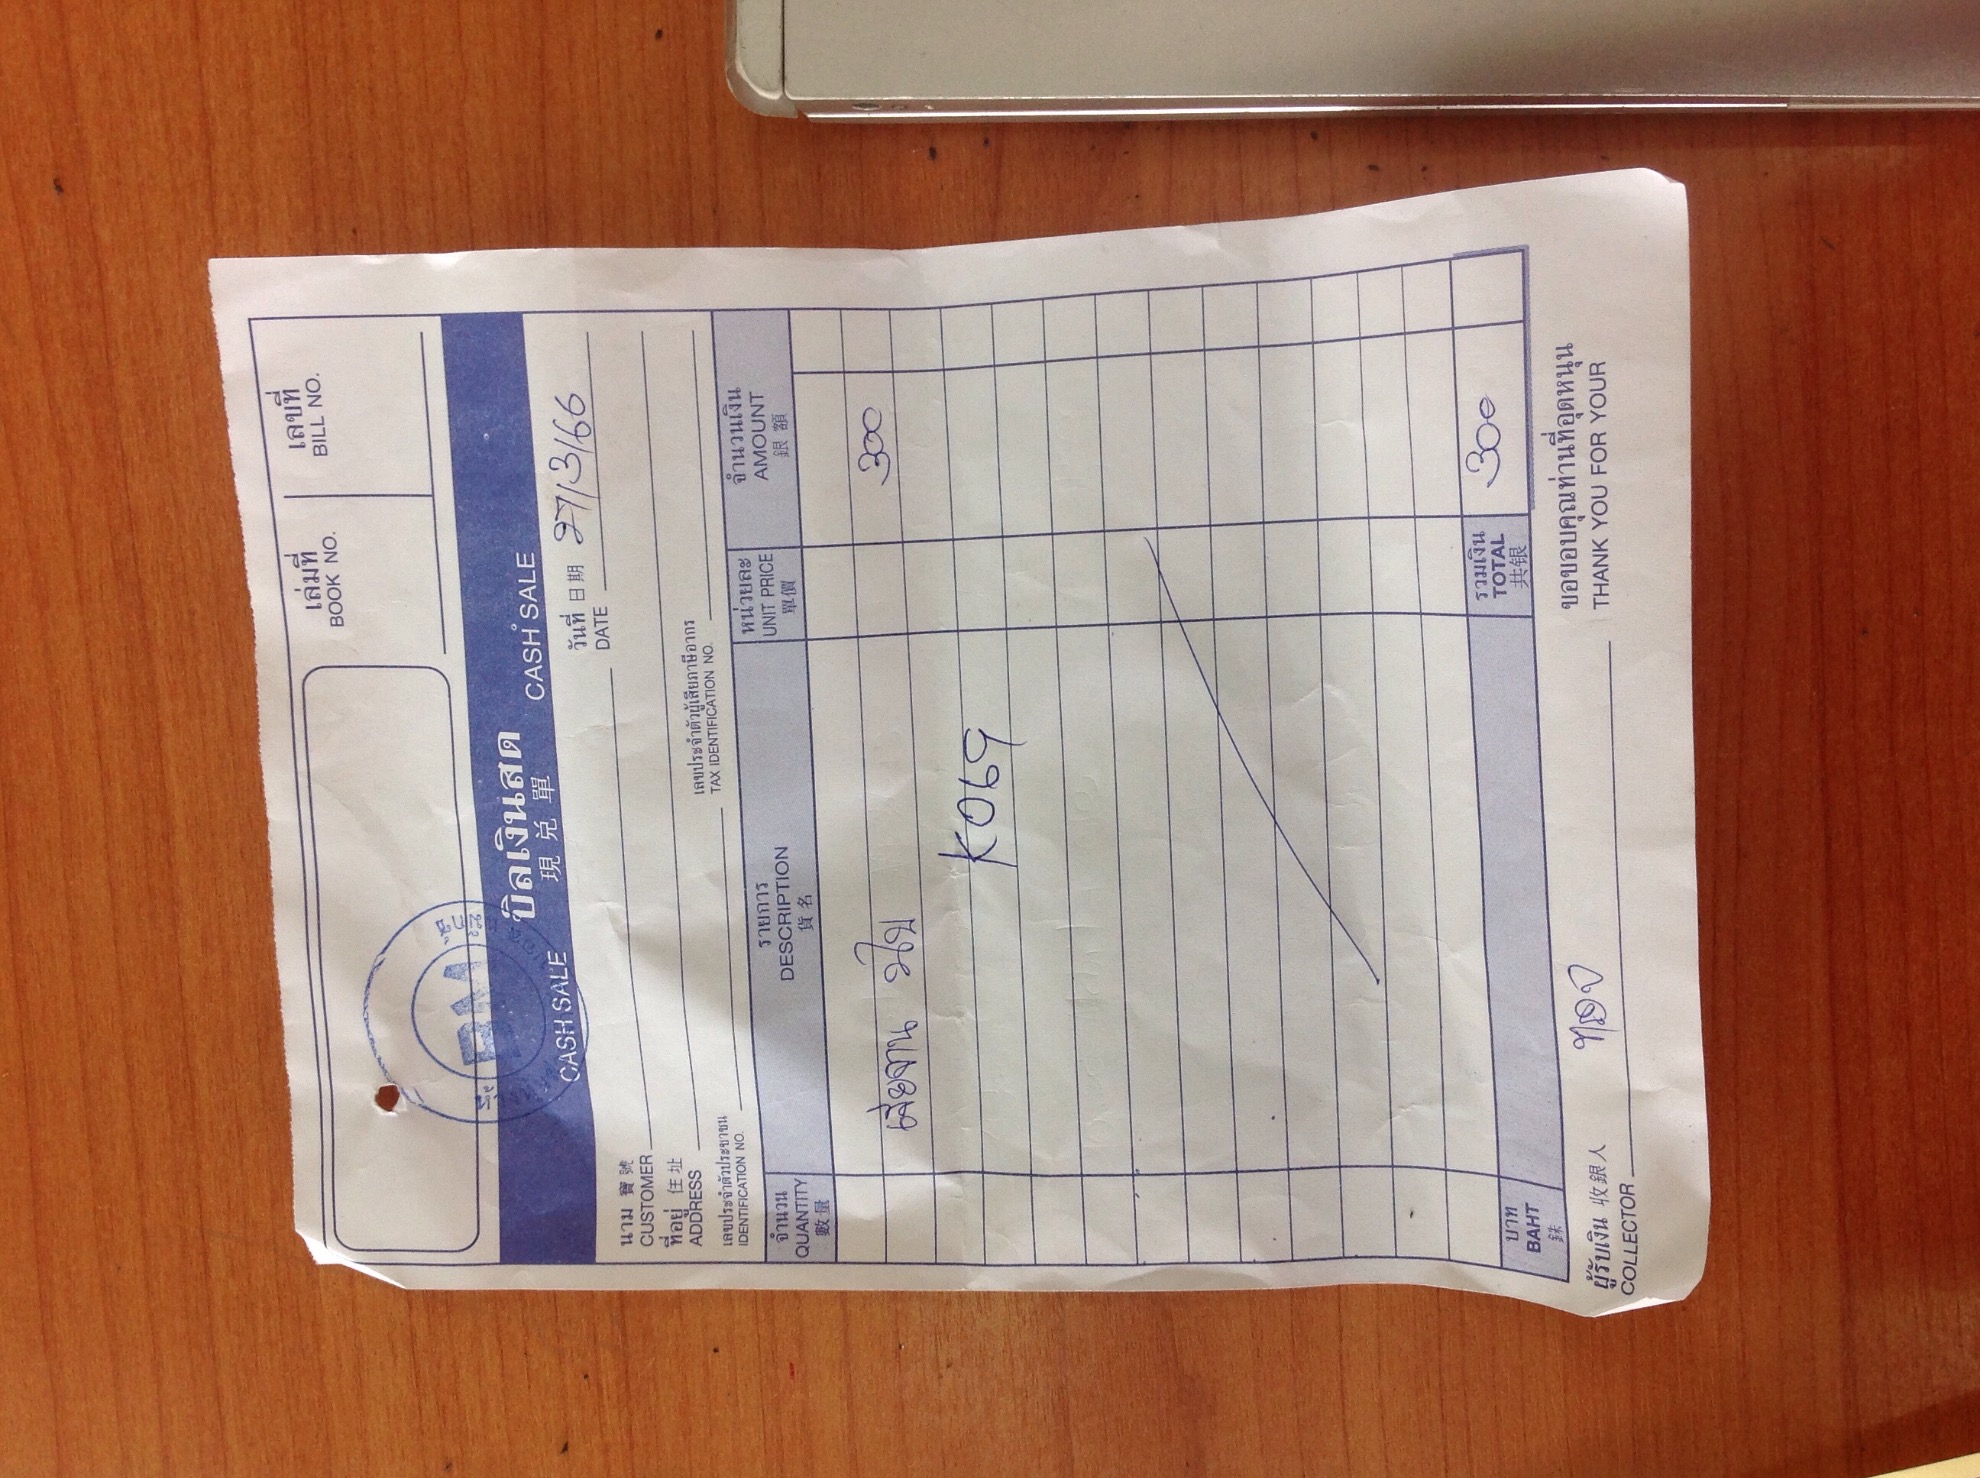 เล่มที่
BOOK NO.
เลขที่
BILL NO.
BM
บิลเงินสด
CASH SALE 現兌單 CASH SALE
วันที่ 日期 27/3/66
DATE
นาม 寶號
CUSTOMER
ที่อยู่ 住址
ADDRESS
เลขประจำตัวประชาชน
IDENTIFICATION NO.
เลขประจำตัวผู้เสียภาษีอากร
TAX IDENTIFICATION NO.
จำนวน รายการ หน่วยละ จำนวนเงิน
QUANTITY DESCRIPTION UNIT PRICE AMOUNT
數量 貨名 單價 銀額
300
K069
บาท รวมเงิน 300
BAHT TOTAL
銖 共银
ผู้รับเงิน 收銀人
COLLECTOR
ขอขอบคุณท่านที่อุดหนุน
THANK YOU FOR YOUR